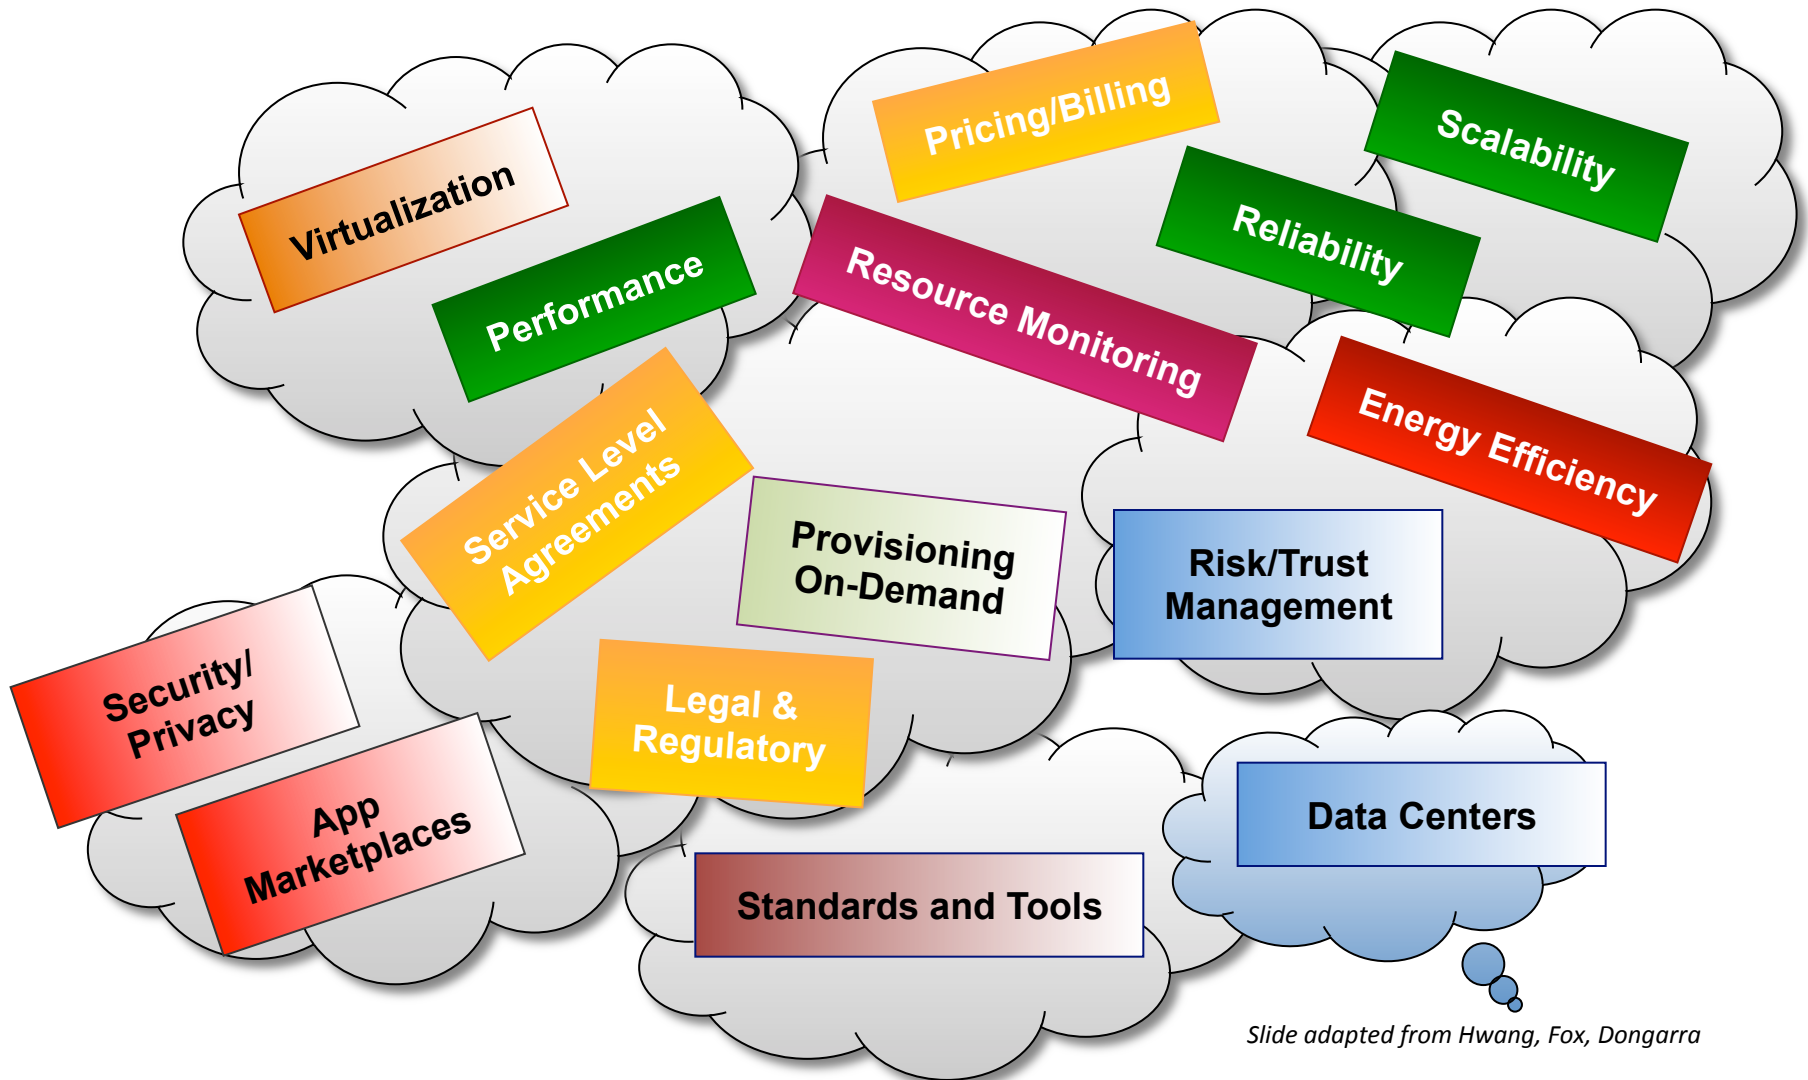 Pricing/Billing
Scalability
Virtualization
Reliability
Performance
Resource Monitoring
Energy Efficiency
Service Level
Agreements
Provisioning
On-Demand
Risk/Trust
Management
Security/
Privacy
Legal &
Regulatory
App
Marketplaces
Data Centers
Standards and Tools
Slide adapted from Hwang, Fox, Dongarra